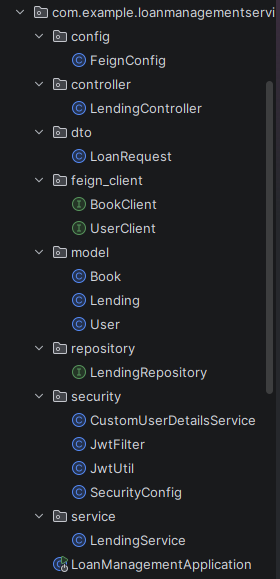 com.example.loanmanagementservi
config
FeignConfig
controller
LendingController
dto
LoanRequest
feign_client
BookClient
UserClient
model
Book
Lending
User
repository
LendingRepository
security
CustomUserDetailsService
JwtFilter
JwtUtil
SecurityConfig
service
LendingService
LoanManagementApplication